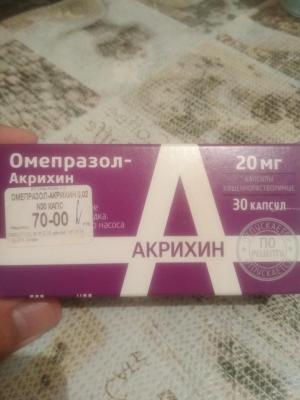 Омепразол-
Акрихин
20 мг
КАПСУЛЫ
КИШЕЧНОРАСТВОРИМЫЕ
30 КАПСУЛ
ОМЕПРАЗОЛ-АКРИХИН 0,02
N30 КАПС
70-00
насоса
АКРИХИН
ПО
РЕЦЕПТУ